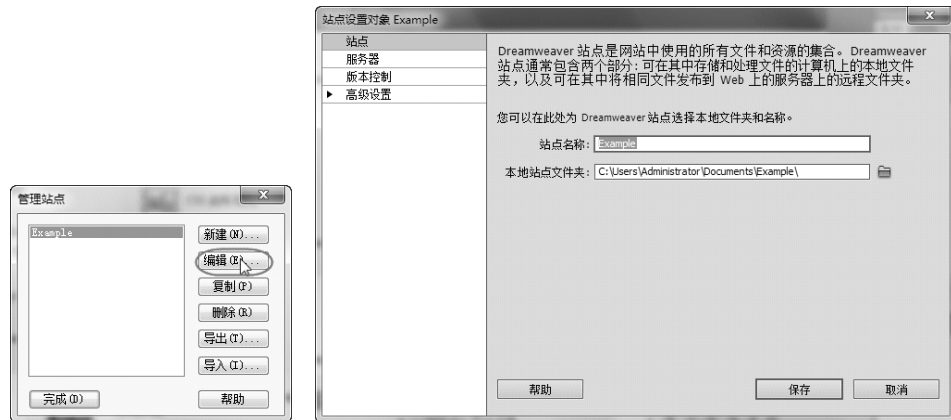 管理站点
Example
新建(N)...
编辑(E)...
复制(P)
删除(R)
导出(T)...
导入(I)...
完成(D)
帮助
站点设置对象 Example
站点
服务器
版本控制
高级设置
Dreamweaver 站点是网站中使用的所有文件和资源的集合。Dreamweaver
站点通常包含两个部分:可在其中存储和处理文件的计算机上的本地文件
夹,以及可在其中将相同文件发布到 Web 上的服务器上的远程文件夹。
您可以在此处为 Dreamweaver 站点选择本地文件夹和名称。
站点名称: Example
本地站点文件夹: C:\Users\Administrator\Documents\Example\
帮助
保存
取消